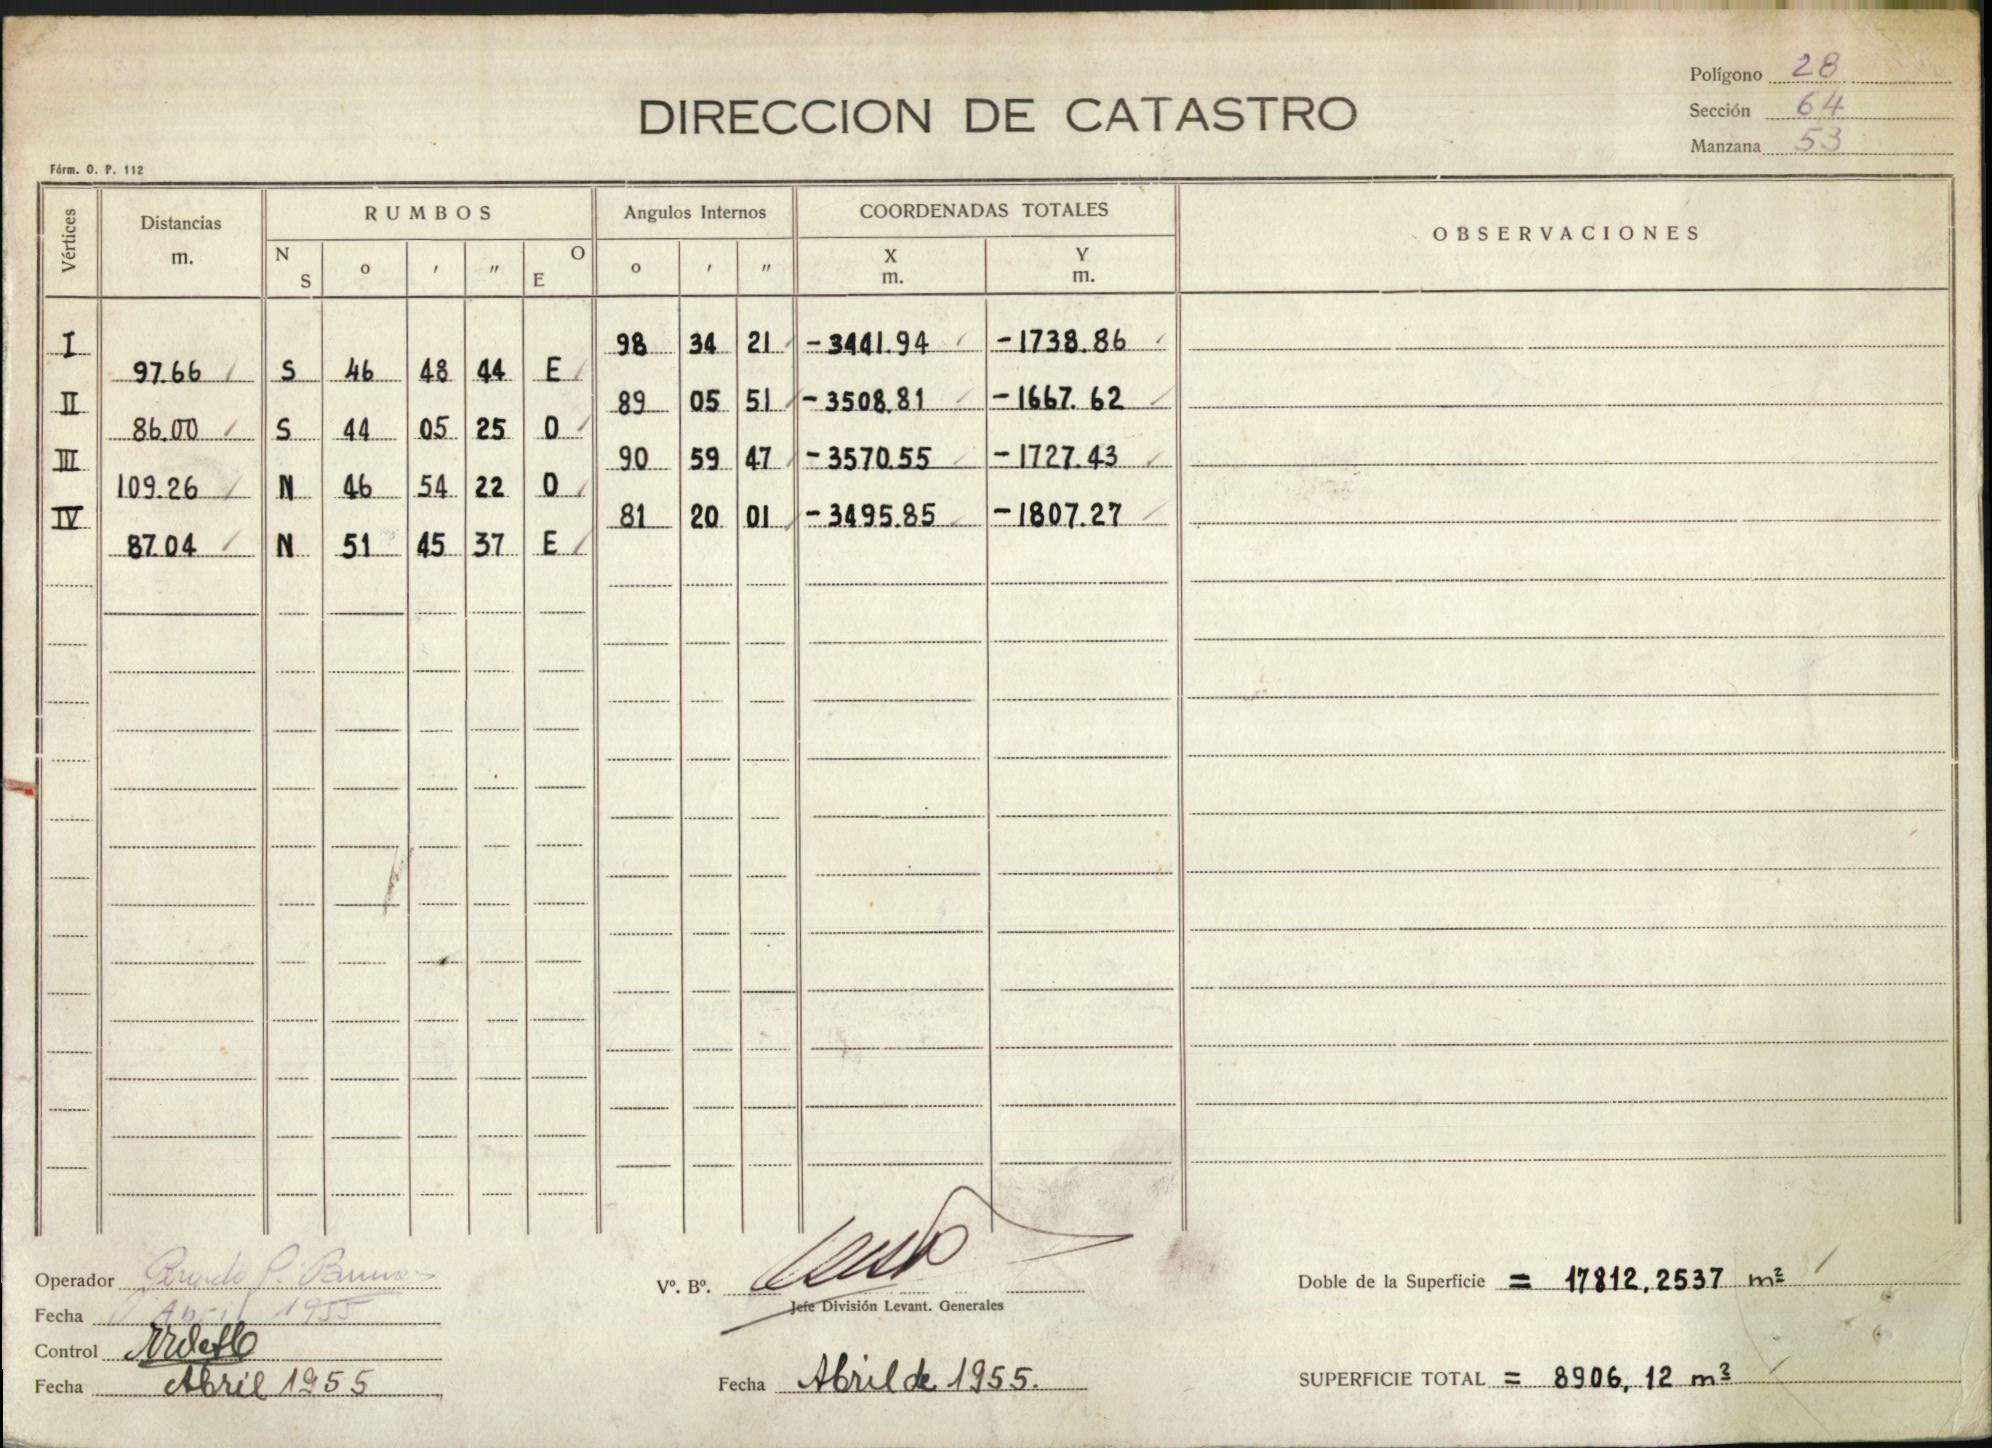 Polígono 28
DIRECCION DE CATASTRO
Sección 64
Manzana 53
Fórm. O. P. 112
Vértices Distancias m. RUMBOS Angulos Internos COORDENADAS TOTALES OBSERVACIONES
N S o ' " O E o ' " X m. Y m.
I 98 34 21 -3441.94 -1738.86
97.66 S 46 48 44 E
II 89 05 51 -3508.81 -1667.62
86.00 S 44 05 25 O
III 90 59 47 -3570.55 -1727.43
109.26 N 46 54 22 O
IV 81 20 01 -3495.85 -1807.27
87.04 N 51 45 37 E
Operador
Vº. Bº.
Doble de la Superficie = 17812,2537 m²
Jefe División Levant. Generales
Fecha Abril 1955
Control
Fecha Abril 1955
Fecha Abril de 1955.
SUPERFICIE TOTAL = 8906,12 m²